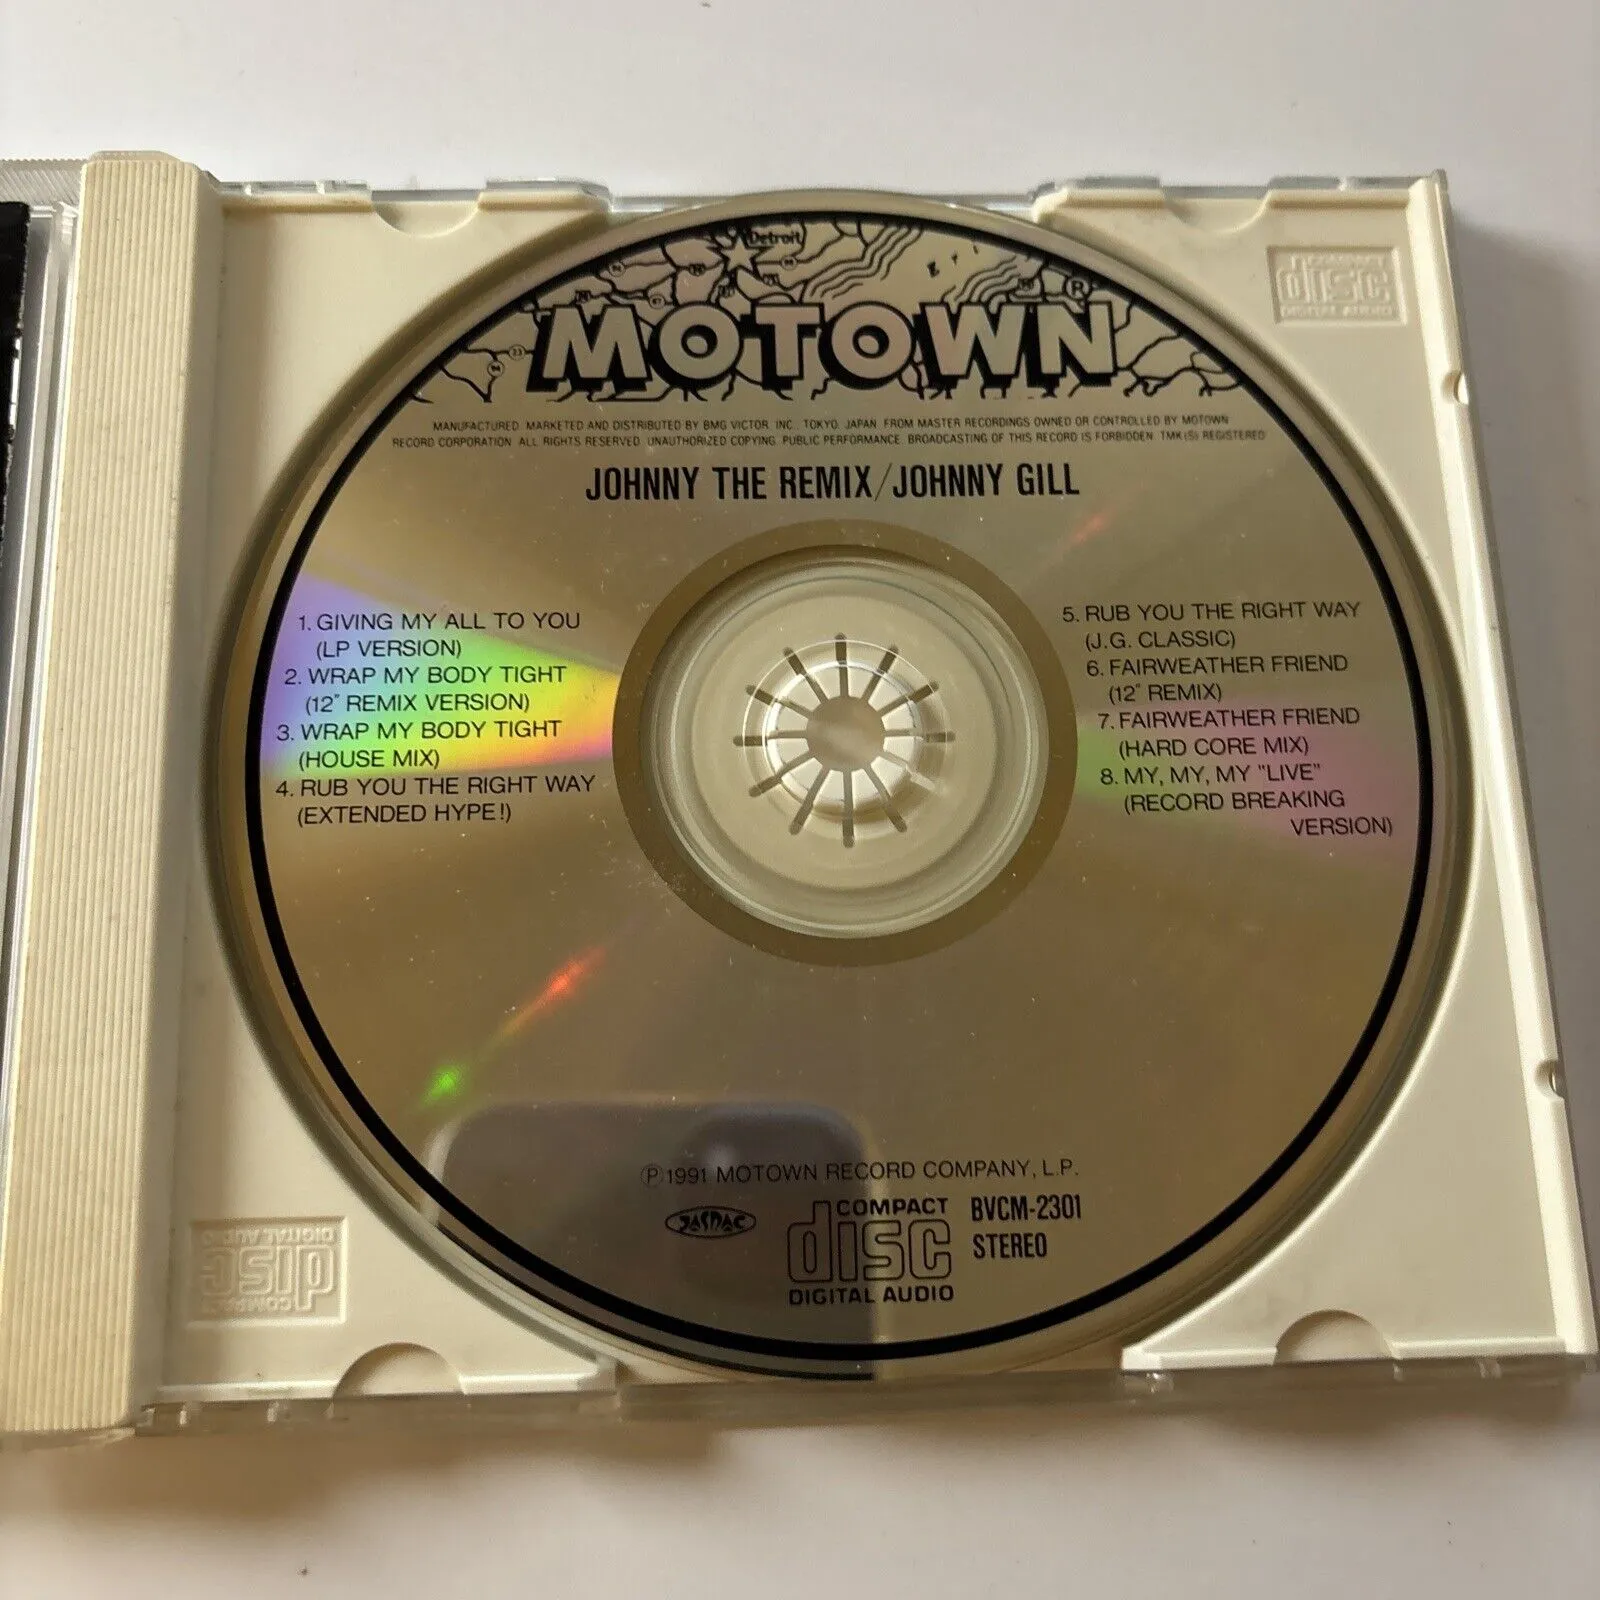 Detroit
MOTOWN ®
MANUFACTURED, MARKETED AND DISTRIBUTED BY BMG VICTOR, INC., TOKYO, JAPAN. FROM MASTER RECORDINGS OWNED OR CONTROLLED BY MOTOWN
RECORD CORPORATION. ALL RIGHTS RESERVED. UNAUTHORIZED COPYING, PUBLIC PERFORMANCE, BROADCASTING OF THIS RECORD IS FORBIDDEN. TMK(S) REGISTERED
JOHNNY THE REMIX/JOHNNY GILL
1. GIVING MY ALL TO YOU
(LP VERSION)
2. WRAP MY BODY TIGHT
(12" REMIX VERSION)
3. WRAP MY BODY TIGHT
(HOUSE MIX)
4. RUB YOU THE RIGHT WAY
(EXTENDED HYPE!)
5. RUB YOU THE RIGHT WAY
(J.G. CLASSIC)
6. FAIRWEATHER FRIEND
(12" REMIX)
7. FAIRWEATHER FRIEND
(HARD CORE MIX)
8. MY, MY, MY "LIVE"
(RECORD BREAKING
VERSION)
Ⓟ1991 MOTOWN RECORD COMPANY, L.P.
JASRAC
COMPACT
disc
DIGITAL AUDIO
BVCM-2301
STEREO
COMPACT
disc
DIGITAL AUDIO
COMPACT
disc
DIGITAL AUDIO